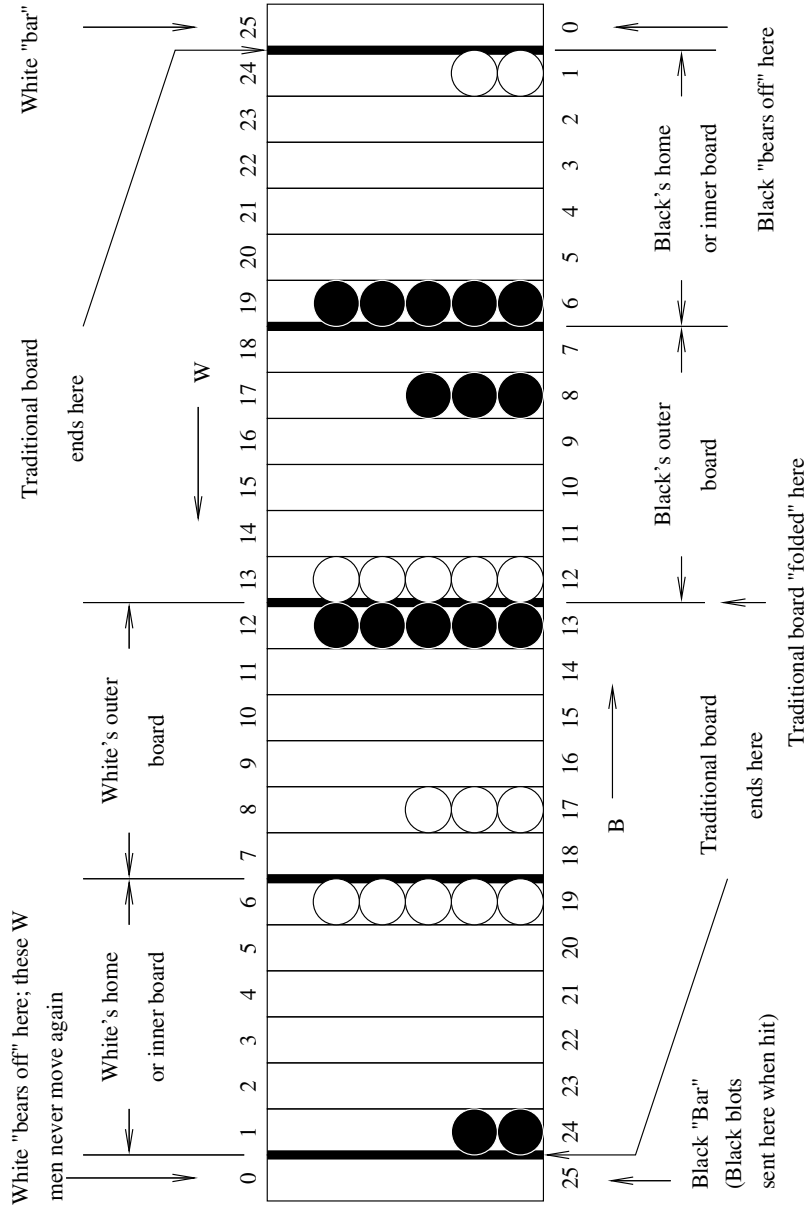 White "bears off" here; these W
men never move again
Traditional board
ends here
White "bar"
White's home
or inner board
White's outer
board
W
0 1 2 3 4 5 6 7 8 9 10 11 12 13 14 15 16 17 18 19 20 21 22 23 24 25
25 24 23 22 21 20 19 18 17 16 15 14 13 12 11 10 9 8 7 6 5 4 3 2 1 0
B
Black's outer
board
Black's home
or inner board
Black "Bar"
(Black blots
sent here when hit)
Traditional board
ends here
Traditional board "folded" here
Black "bears off" here